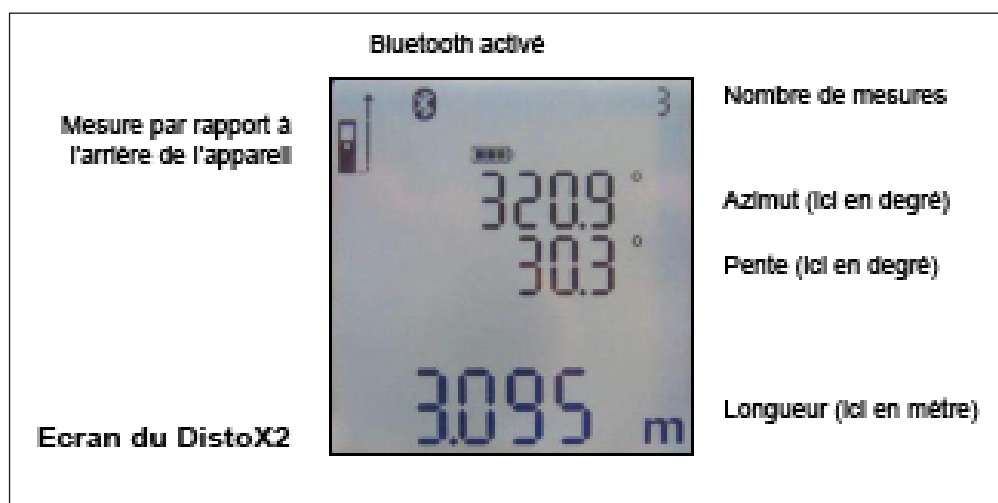 Bluetooth activé
3
Nombre de mesures
Mesure par rapport à
l'arrière de l'appareil
320.9 °
Azimut (ici en degré)
30.3 °
Pente (ici en degré)
3.095 m
Longueur (ici en mètre)
Ecran du DistoX2